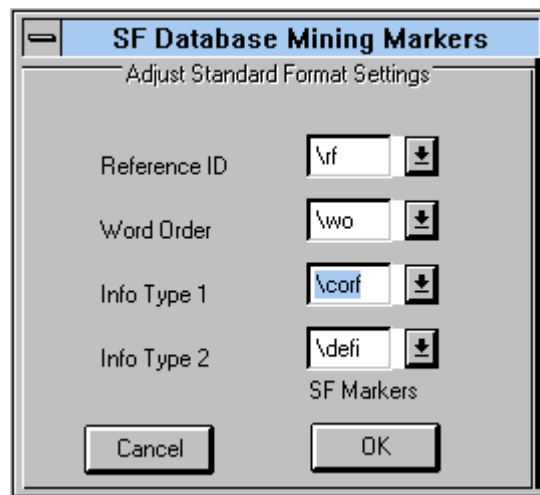 SF Database Mining Markers
Adjust Standard Format Settings
Reference ID \rf
Word Order \wo
Info Type 1 \corf
Info Type 2 \defi
SF Markers
Cancel OK